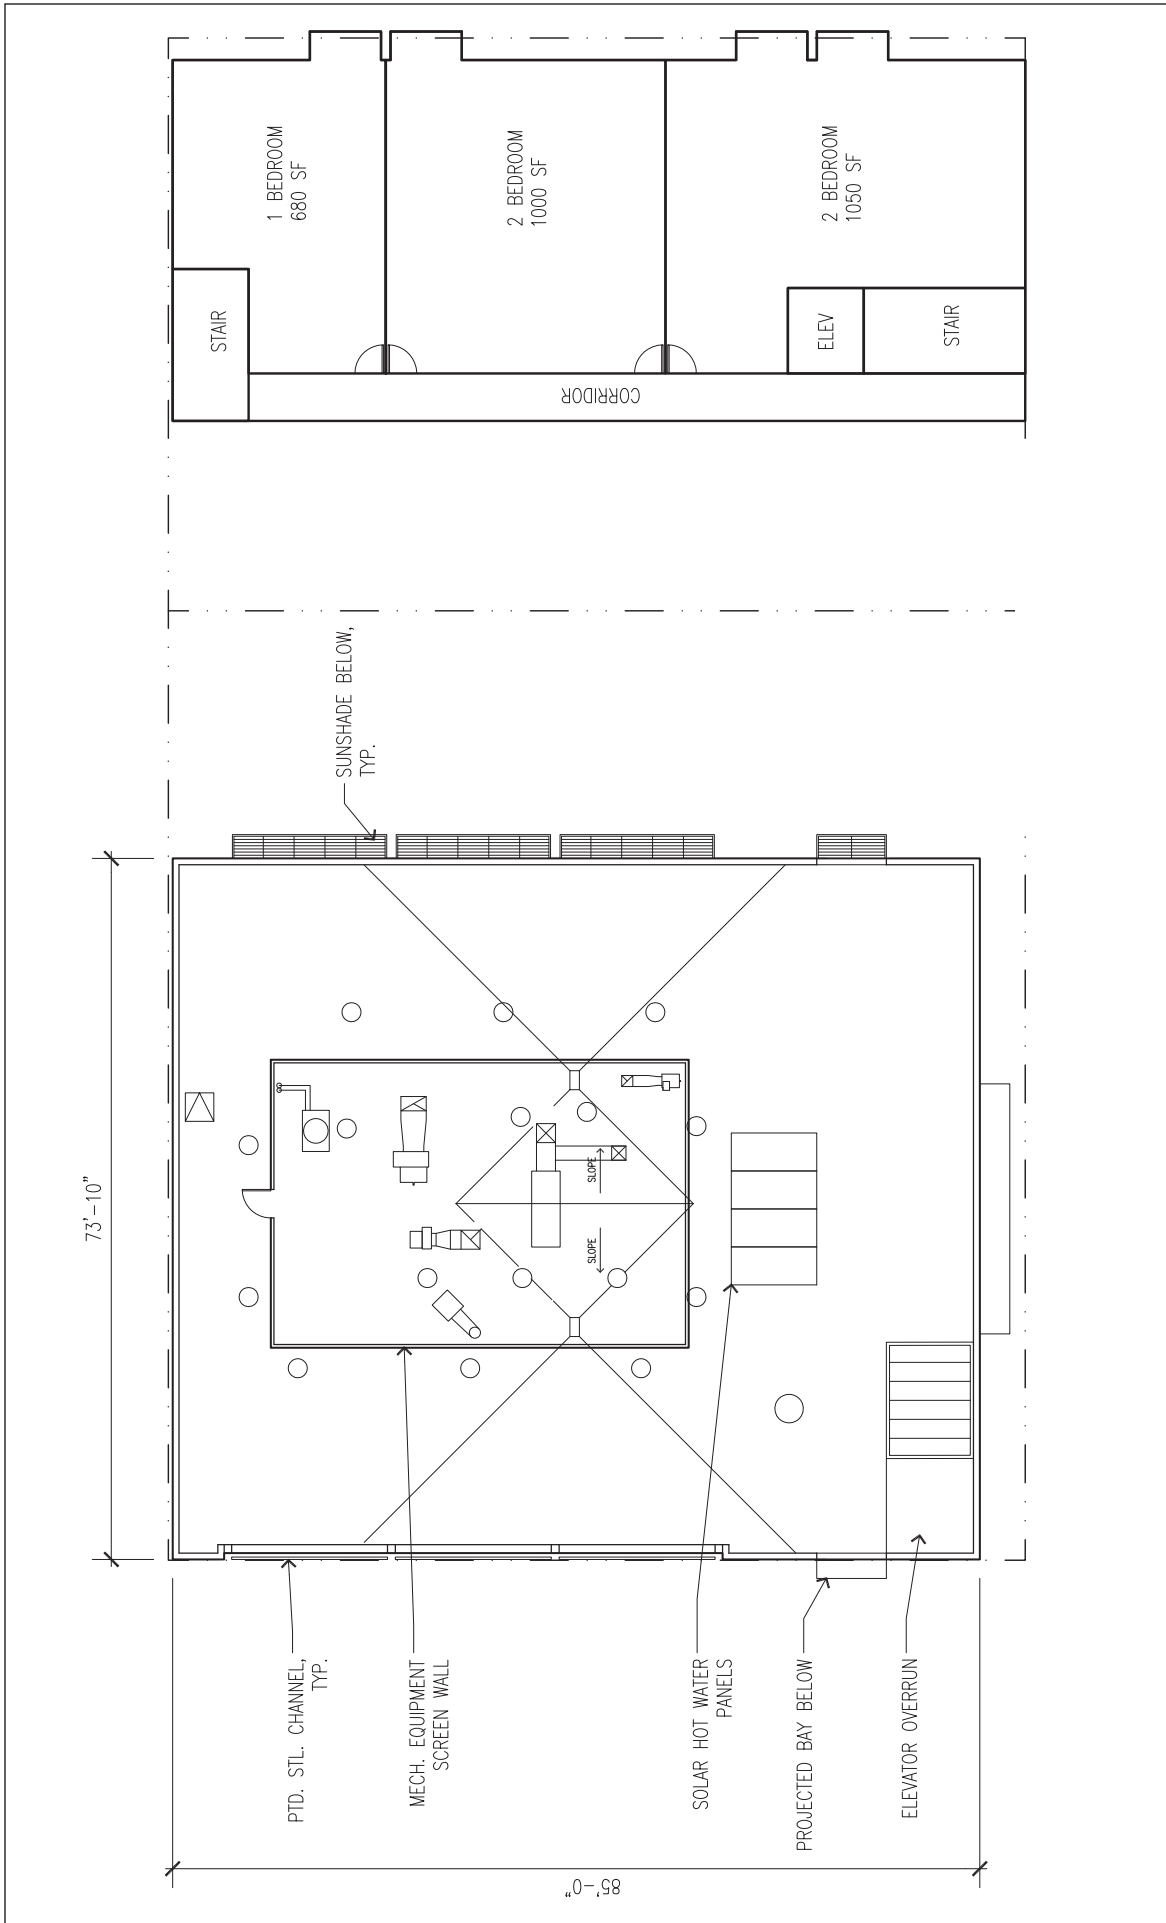 1 BEDROOM
680 SF
2 BEDROOM
1000 SF
2 BEDROOM
1050 SF
STAIR
ELEV
STAIR
CORRIDOR
SUNSHADE BELOW,
TYP.
73'-10"
SLOPE
SLOPE
PTD. STL. CHANNEL,
TYP.
MECH. EQUIPMENT
SCREEN WALL
SOLAR HOT WATER
PANELS
PROJECTED BAY BELOW
ELEVATOR OVERRUN
85'-0"